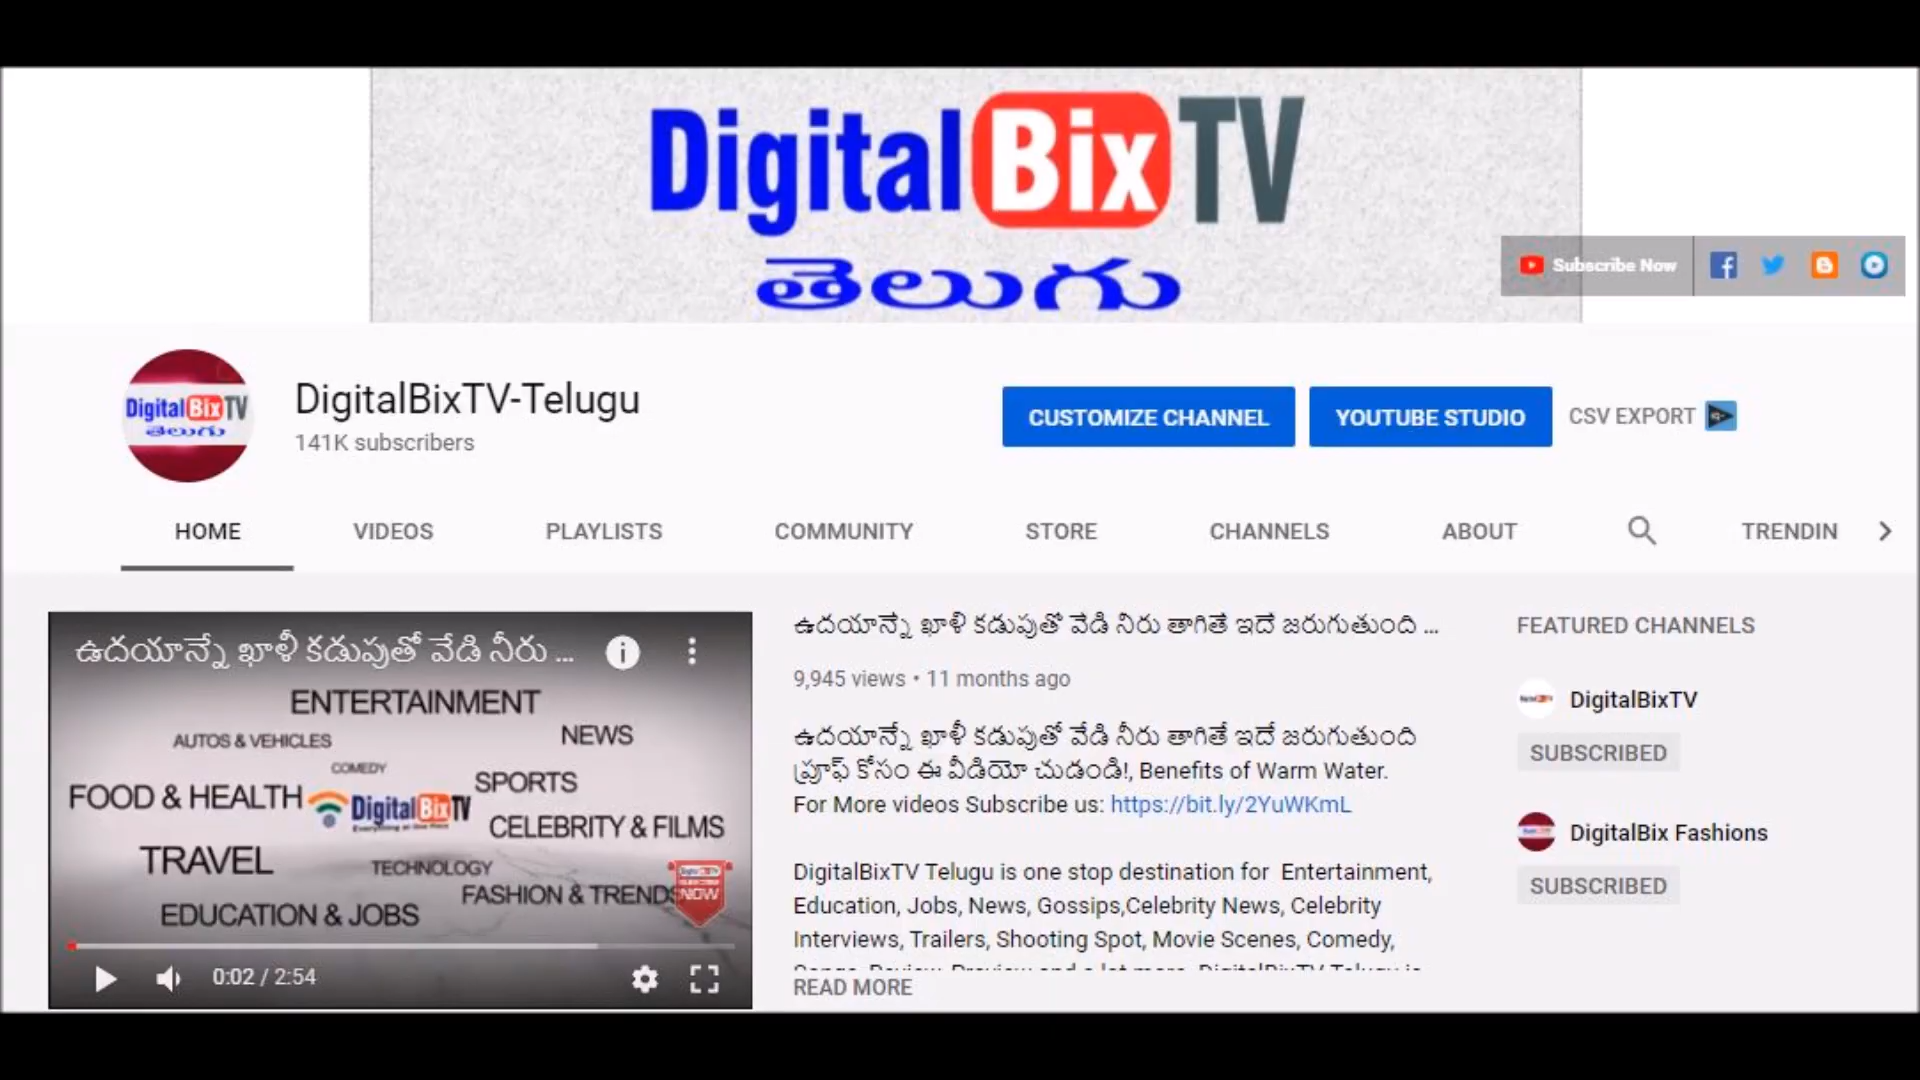 DigitalBixTV
తెలుగు
Subscribe Now
DigitalBixTV
తెలుగు
DigitalBixTV-Telugu
141K subscribers
CUSTOMIZE CHANNEL
YOUTUBE STUDIO
CSV EXPORT
HOME
VIDEOS
PLAYLISTS
COMMUNITY
STORE
CHANNELS
ABOUT
TRENDIN
ఉదయాన్నే ఖాళీ కడుపుతో వేడి నీరు ...
ENTERTAINMENT
AUTOS & VEHICLES
NEWS
COMEDY
SPORTS
FOOD & HEALTH
DigitalBixTV
CELEBRITY & FILMS
TRAVEL
TECHNOLOGY
FASHION & TRENDS
NOW
EDUCATION & JOBS
0:02 / 2:54
ఉదయాన్నే ఖాళీ కడుపుతో వేడి నీరు తాగితే ఇదే జరుగుతుంది ...
9,945 views • 11 months ago
ఉదయాన్నే ఖాళీ కడుపుతో వేడి నీరు తాగితే ఇదే జరుగుతుంది
ప్రూఫ్ కోసం ఈ వీడియో చుడండి!, Benefits of Warm Water.
For More videos Subscribe us: https://bit.ly/2YuWKmL
DigitalBixTV Telugu is one stop destination for Entertainment,
Education, Jobs, News, Gossips,Celebrity News, Celebrity
Interviews, Trailers, Shooting Spot, Movie Scenes, Comedy,
READ MORE
FEATURED CHANNELS
DigitalBixTV
SUBSCRIBED
DigitalBix Fashions
SUBSCRIBED